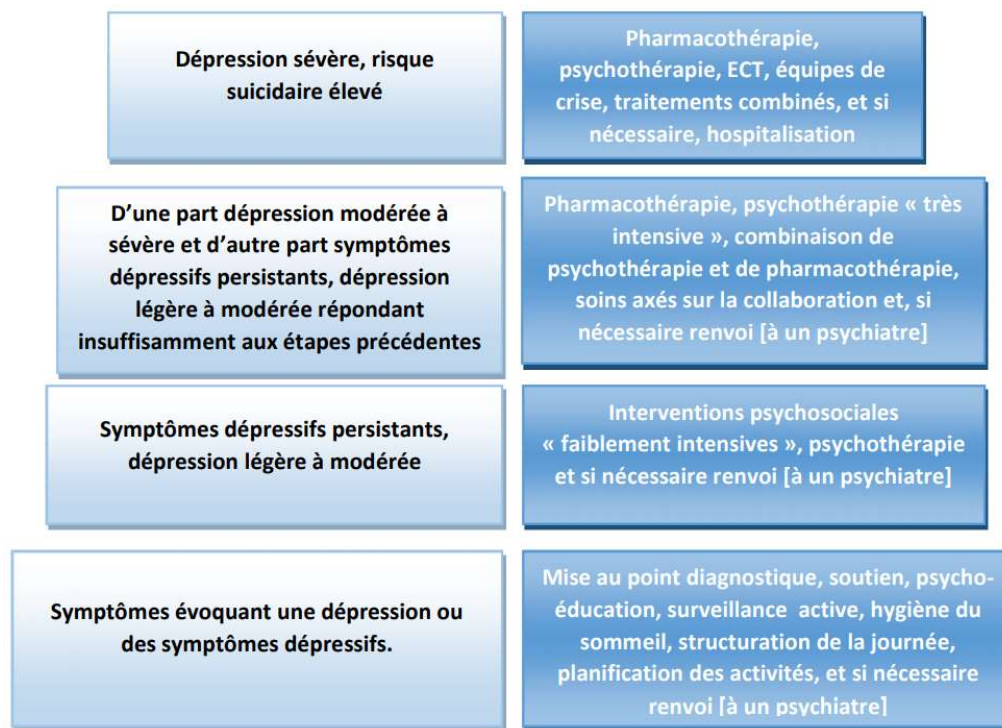 Dépression sévère, risque
suicidaire élevé
Pharmacothérapie,
psychothérapie, ECT, équipes de
crise, traitements combinés, et si
nécessaire, hospitalisation
D’une part dépression modérée à
sévère et d’autre part symptômes
dépressifs persistants, dépression
légère à modérée répondant
insuffisamment aux étapes précédentes
Pharmacothérapie, psychothérapie « très
intensive », combinaison de
psychothérapie et de pharmacothérapie,
soins axés sur la collaboration et, si
nécessaire renvoi [à un psychiatre]
Symptômes dépressifs persistants,
dépression légère à modérée
Interventions psychosociales
« faiblement intensives », psychothérapie
et si nécessaire renvoi [à un psychiatre]
Symptômes évoquant une dépression ou
des symptômes dépressifs.
Mise au point diagnostique, soutien, psycho-
éducation, surveillance active, hygiène du
sommeil, structuration de la journée,
planification des activités, et si nécessaire
renvoi [à un psychiatre]